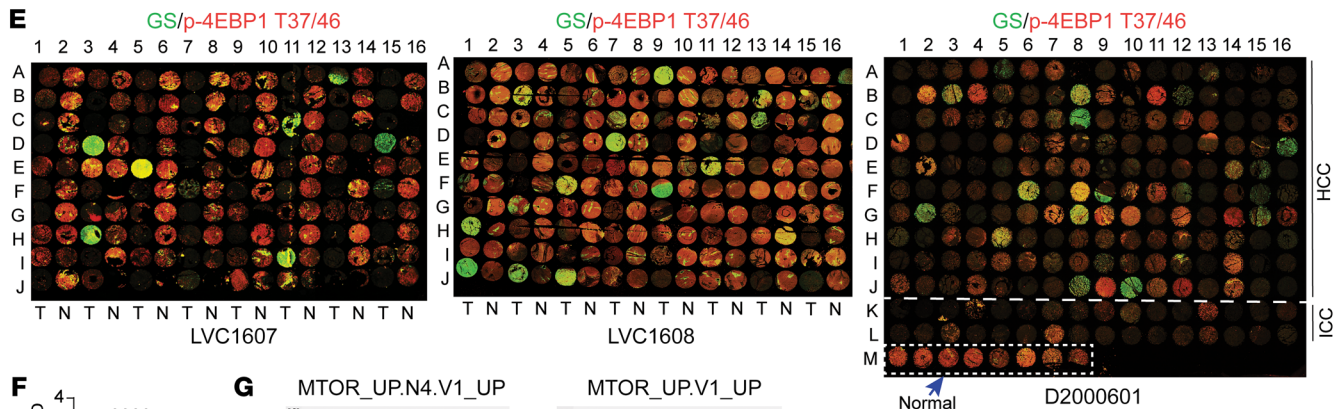 E
GS/p-4EBP1 T37/46
1 2 3 4 5 6 7 8 9 10 11 12 13 14 15 16
A
B
C
D
E
F
G
H
I
J
T N T N T N T N T N T N T N T N
LVC1607
GS/p-4EBP1 T37/46
1 2 3 4 5 6 7 8 9 10 11 12 13 14 15 16
A
B
C
D
E
F
G
H
I
J
T N T N T N T N T N T N T N T N
LVC1608
GS/p-4EBP1 T37/46
1 2 3 4 5 6 7 8 9 10 11 12 13 14 15 16
A
B
C
D
E
F
G
H
I
J
K
L
M
HCC
ICC
Normal
D2000601
F
4
G
MTOR_UP.N4.V1_UP
MTOR_UP.V1_UP